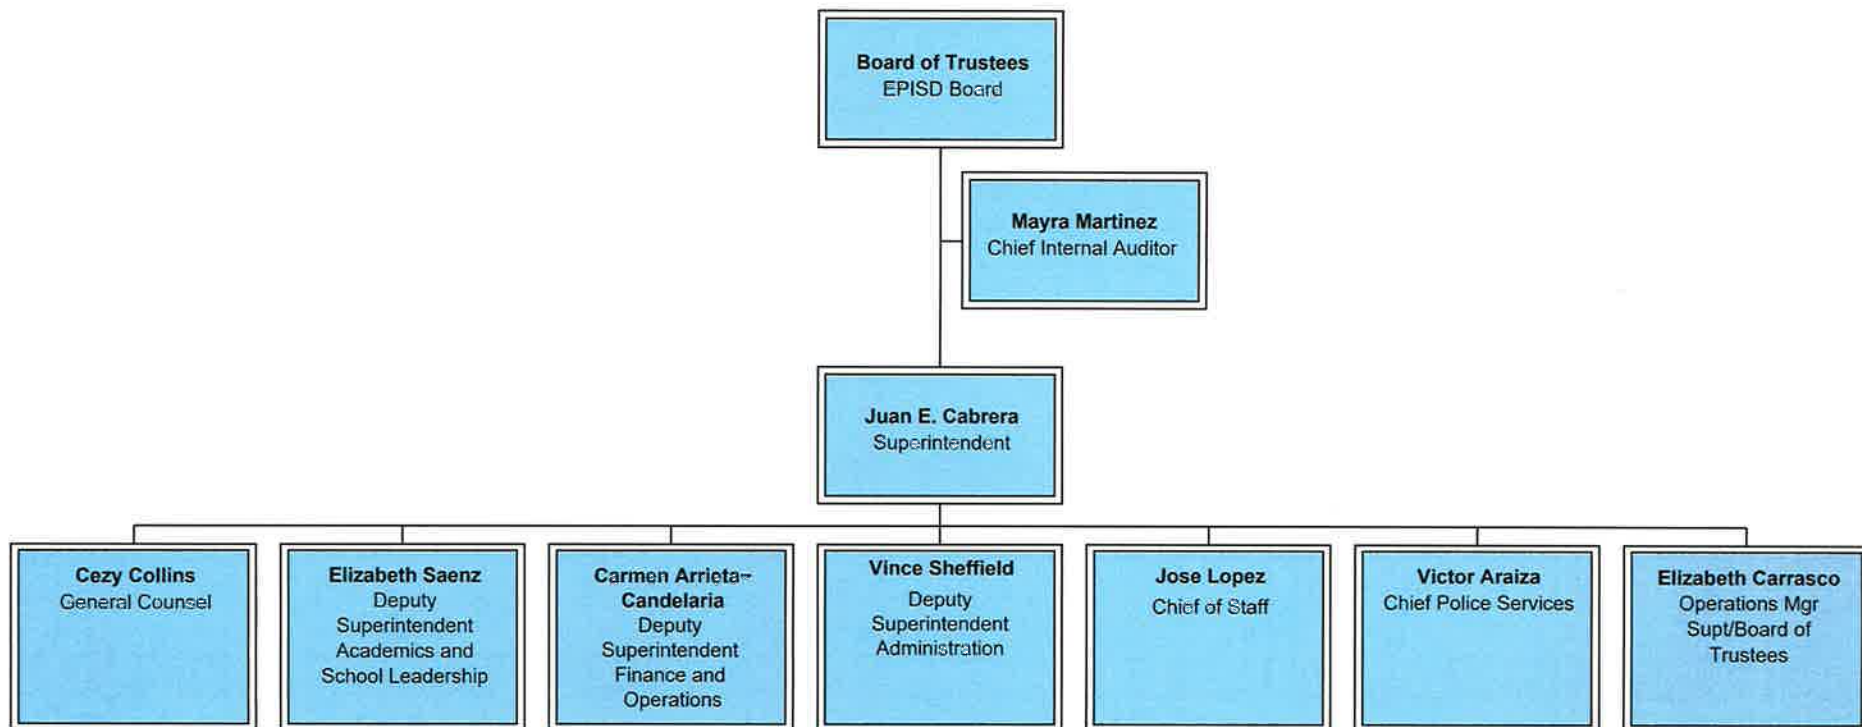 Board of Trustees
EPISD Board
Mayra Martinez
Chief Internal Auditor
Juan E. Cabrera
Superintendent
Cezy Collins
General Counsel
Elizabeth Saenz
Deputy
Superintendent
Academics and
School Leadership
Carmen Arrieta-
Candelaria
Deputy
Superintendent
Finance and
Operations
Vince Sheffield
Deputy
Superintendent
Administration
Jose Lopez
Chief of Staff
Victor Araiza
Chief Police Services
Elizabeth Carrasco
Operations Mgr
Supt/Board of
Trustees